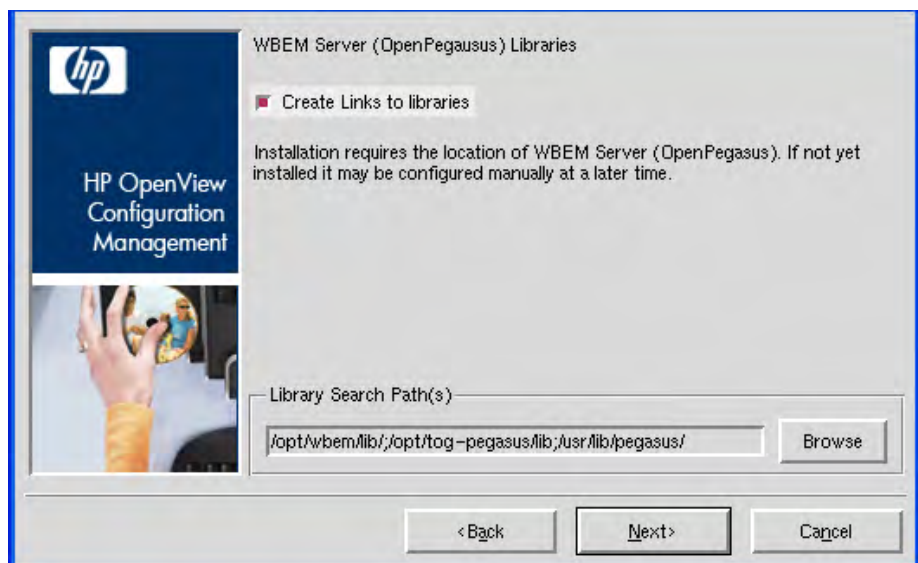 WBEM Server (OpenPegausus) Libraries
hp
Create Links to libraries
Installation requires the location of WBEM Server (OpenPegasus). If not yet
installed it may be configured manually at a later time.
HP OpenView
Configuration
Management
Library Search Path(s)
/opt/wbem/lib/;/opt/tog-pegasus/lib;/usr/lib/pegasus/
Browse
<Back
Next>
Cancel